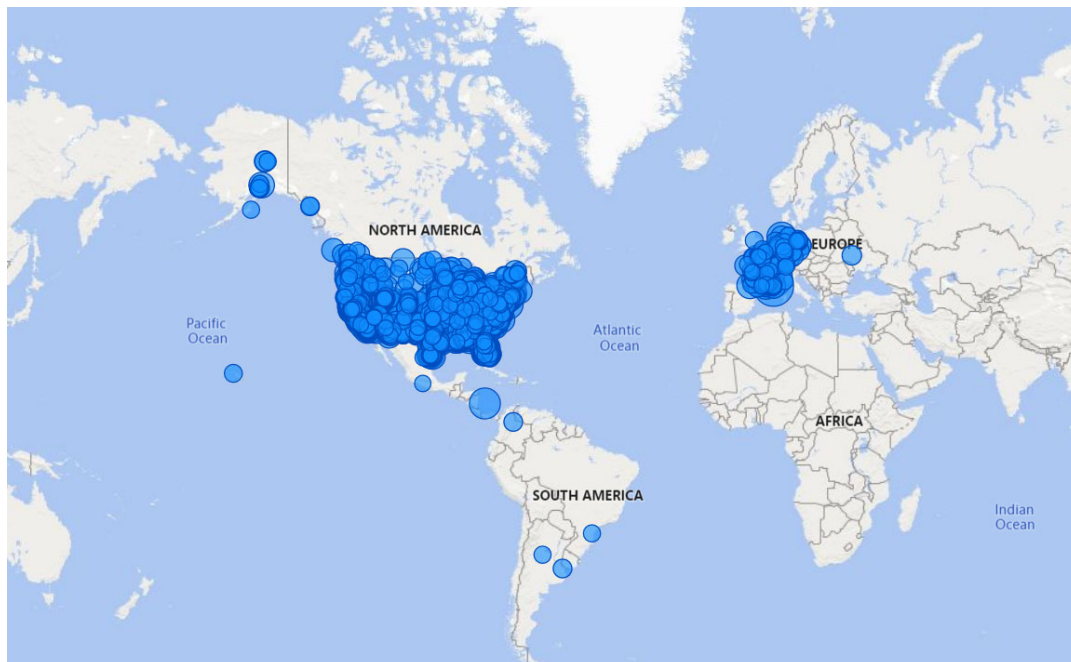 NORTH AMERICA
EUROPE
Pacific
Ocean
Atlantic
Ocean
AFRICA
SOUTH AMERICA
Indian
Ocean